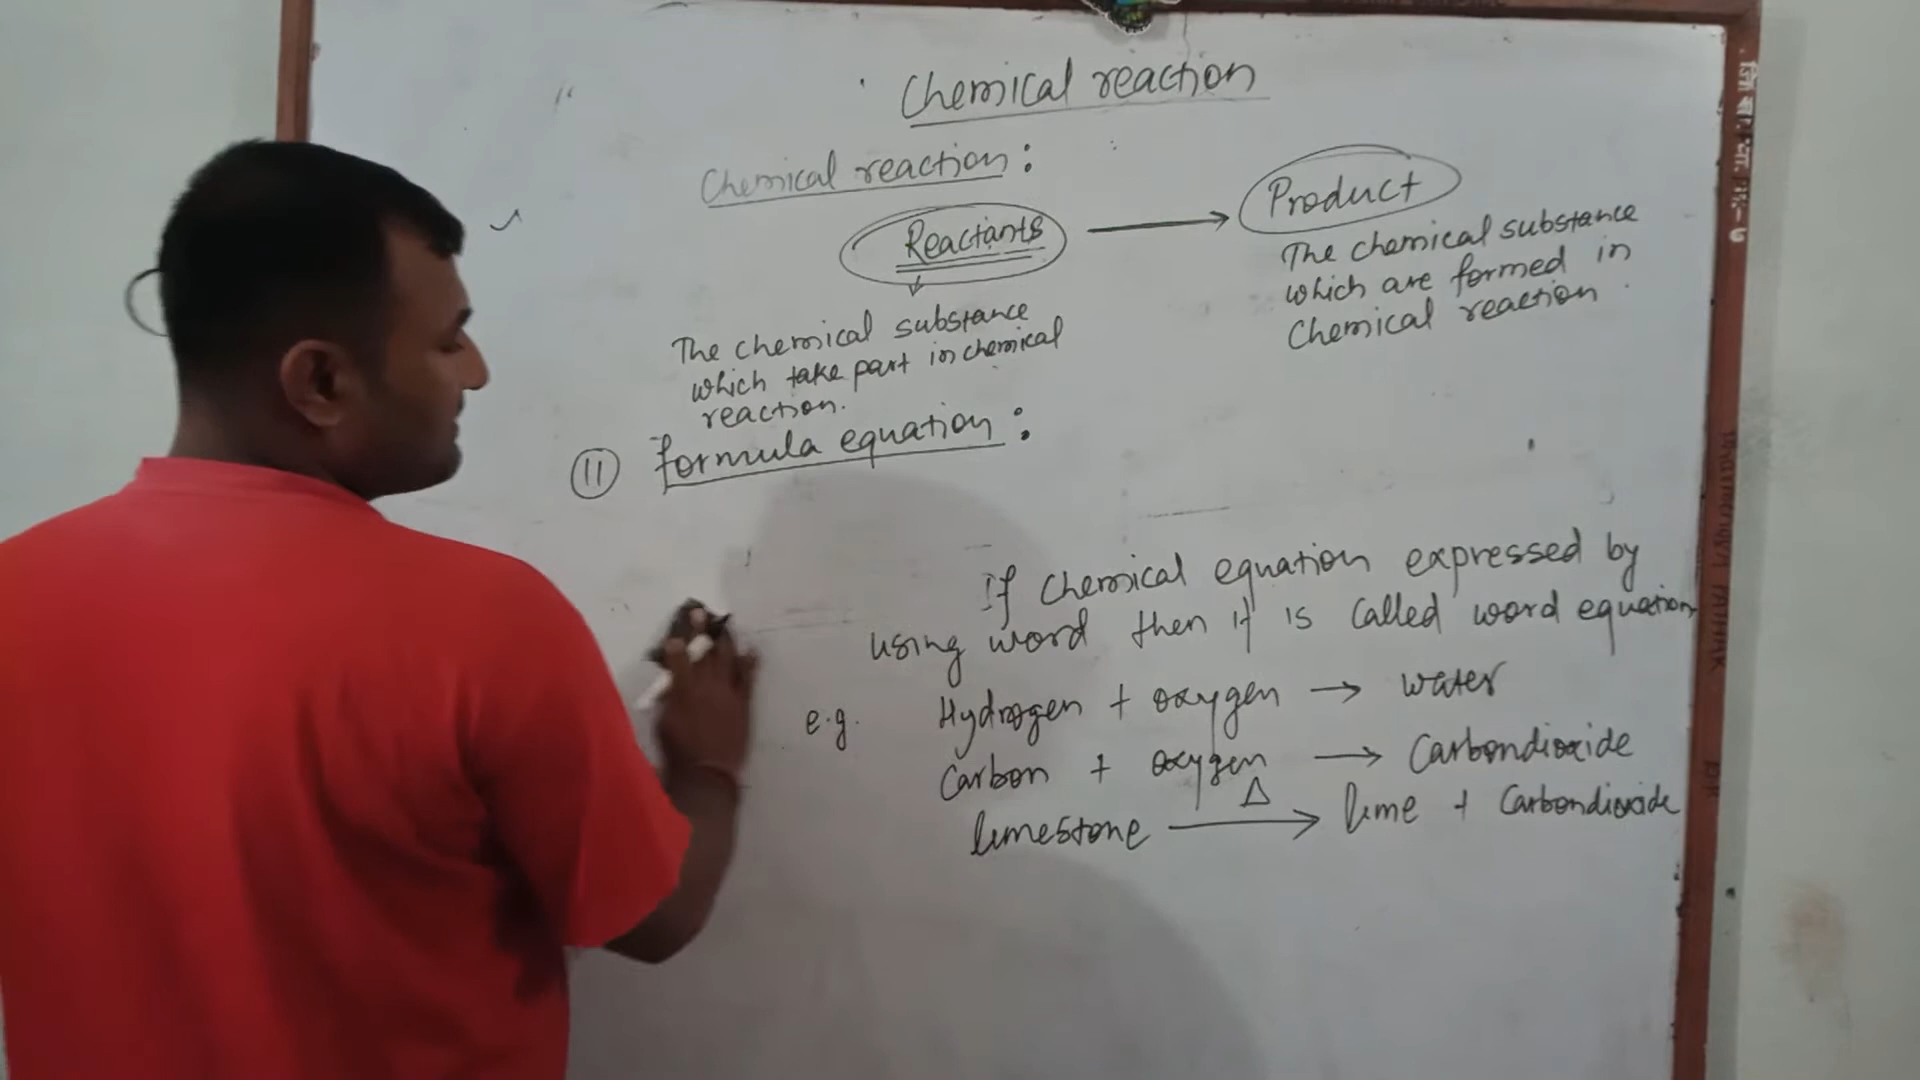 Chemical reaction
Chemical reaction:
Reactants → Product
The chemical substance
which take part in chemical
reaction.
The chemical substance
which are formed in
Chemical reaction
(11) formula equation:
If Chemical equation expressed by
using word then it is called word equation
e.g. Hydrogen + oxygen → water
Carbon + oxygen → Carbondioxide
Δ
limestone → lime + Carbondioxide